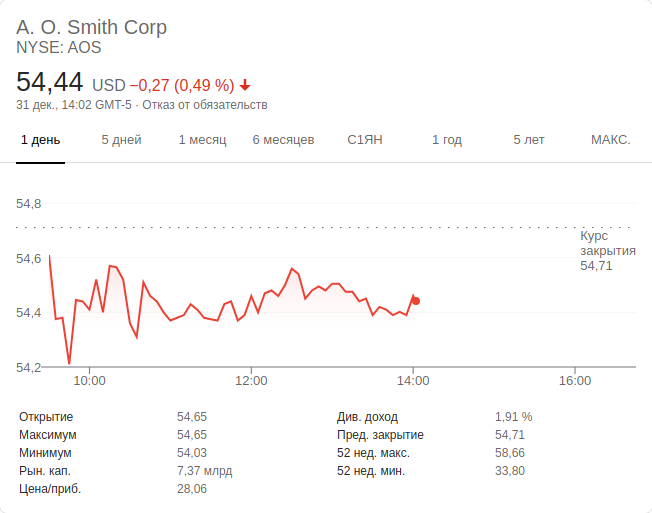 A. O. Smith Corp
NYSE: AOS
54,44 USD −0,27 (0,49 %)
31 дек., 14:02 GMT-5 · Отказ от обязательств
1 день 5 дней 1 месяц 6 месяцев С1ЯН 1 год 5 лет МАКС.
54,8
Курс
закрытия
54,71
54,6
54,4
54,2
10:00 12:00 14:00 16:00
Открытие 54,65 Див. доход 1,91 %
Максимум 54,65 Пред. закрытие 54,71
Минимум 54,03 52 нед. макс. 58,66
Рын. кап. 7,37 млрд 52 нед. мин. 33,80
Цена/приб. 28,06